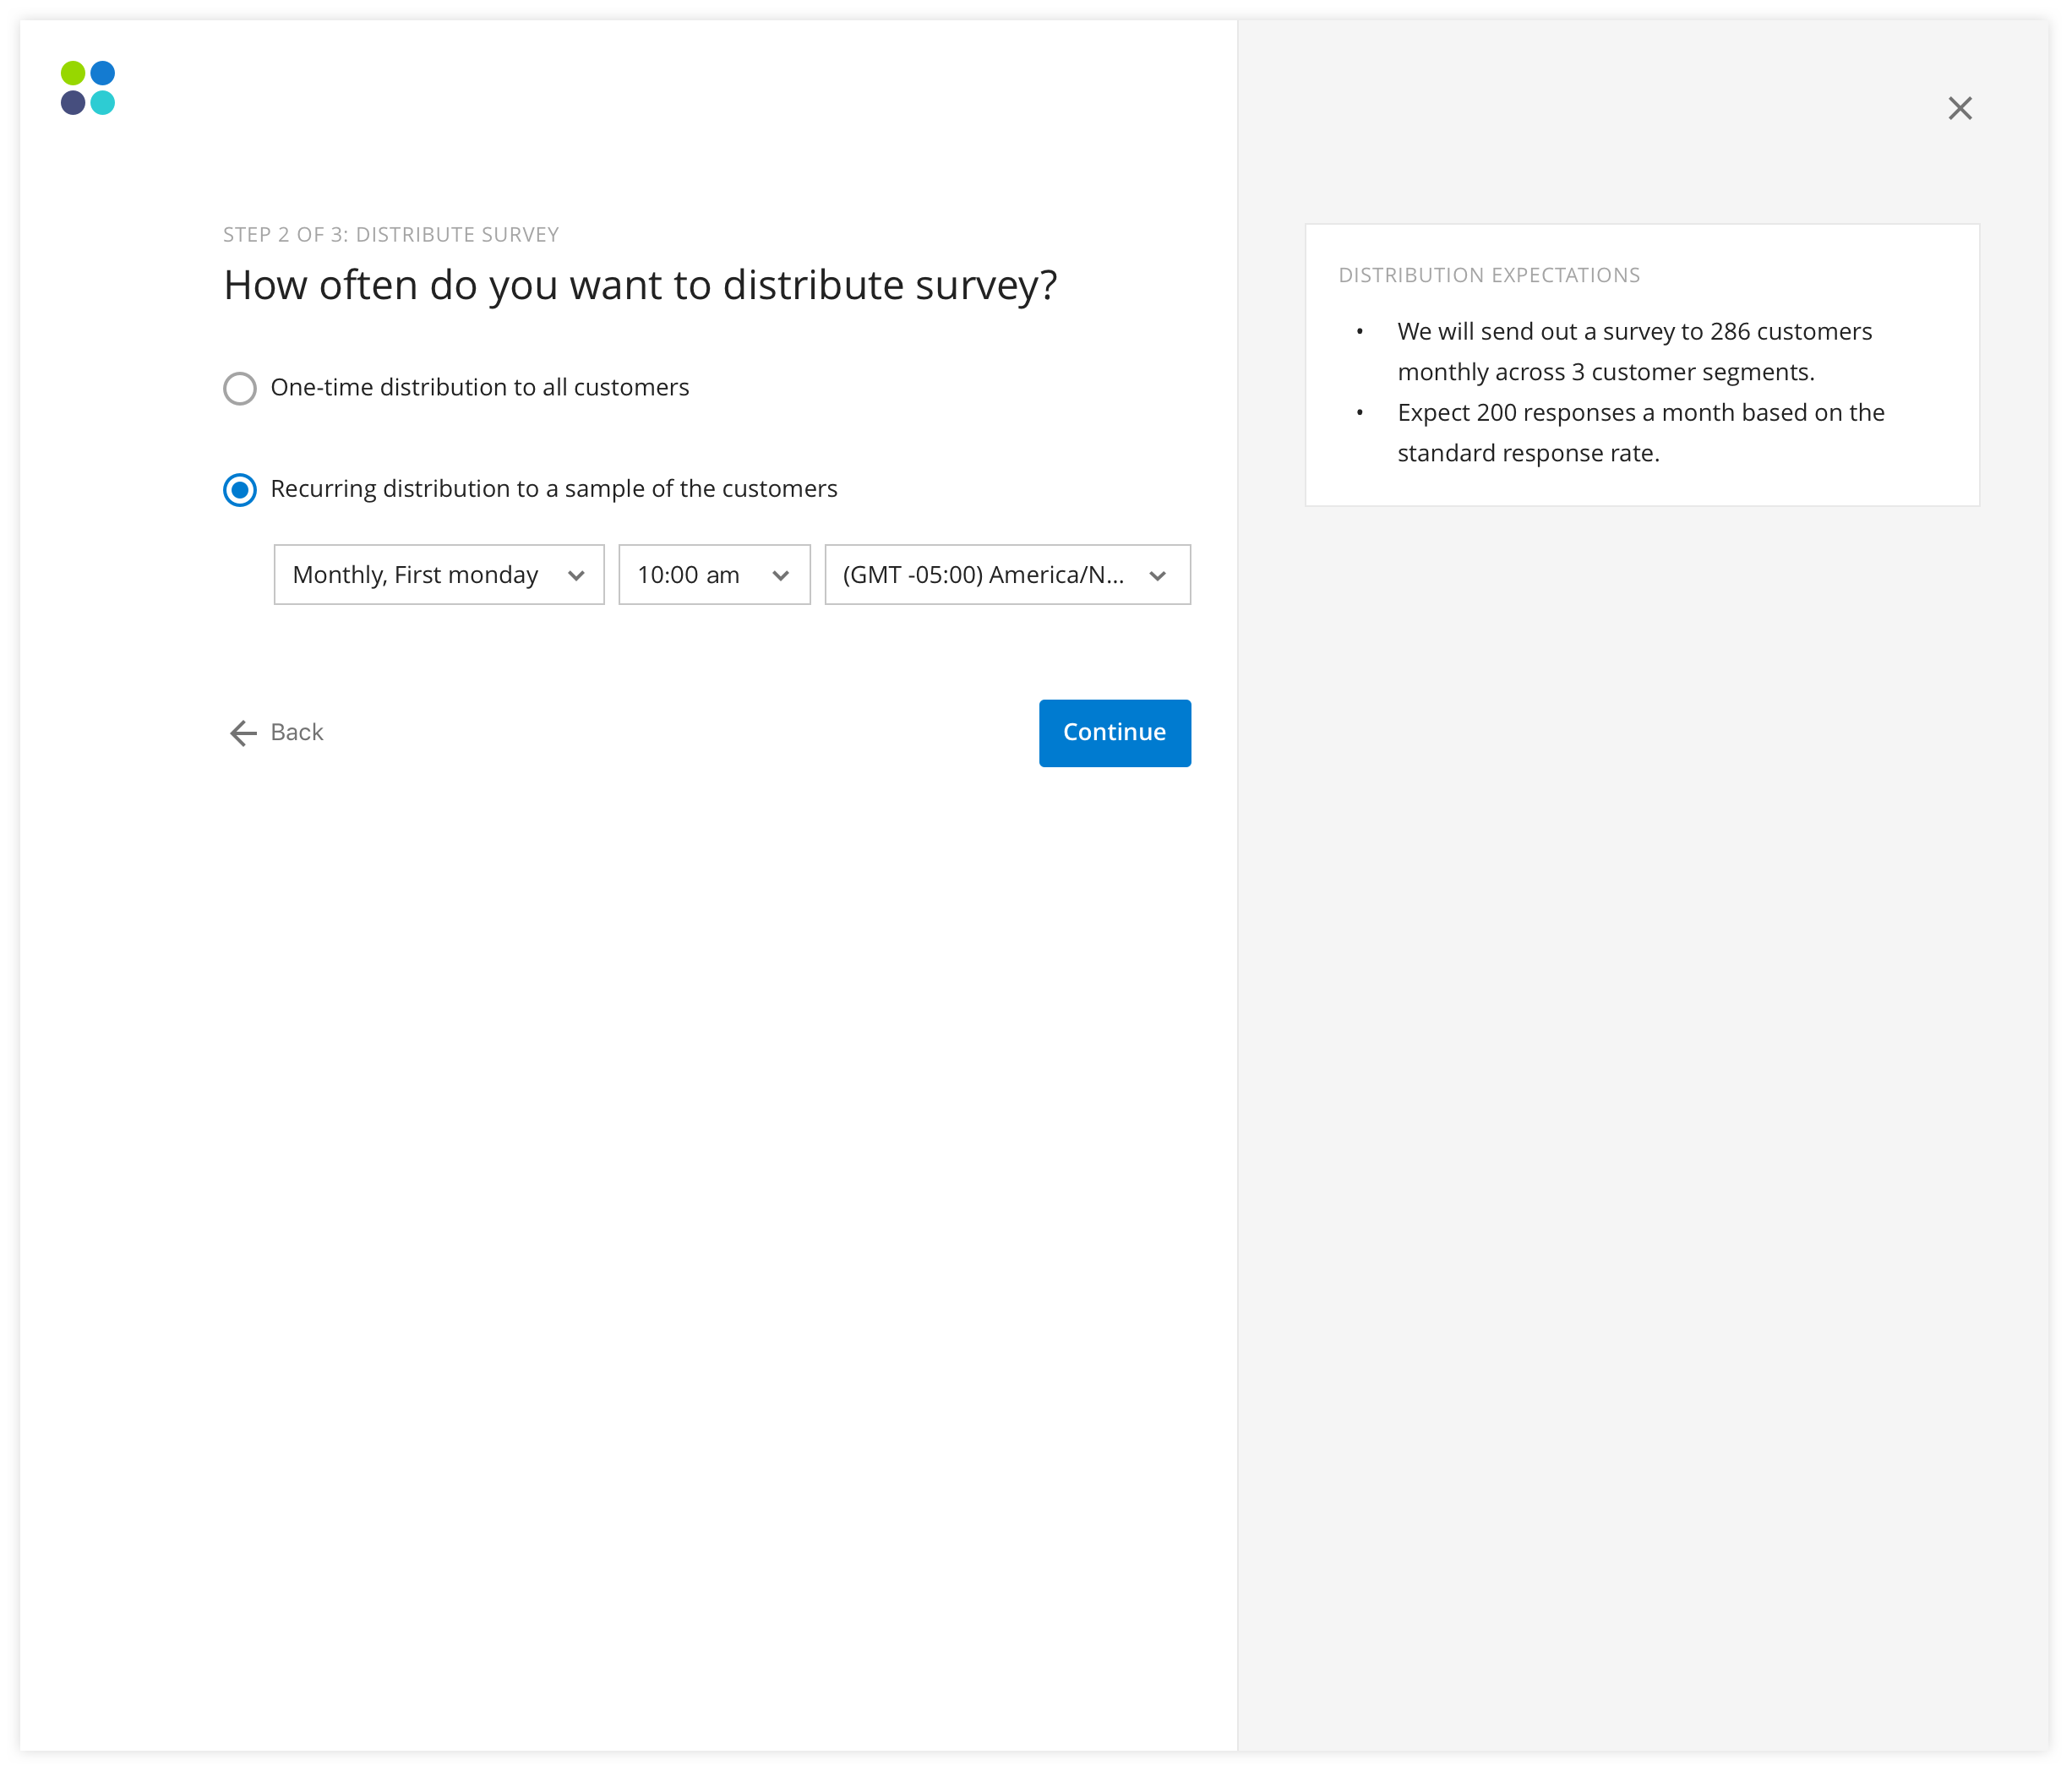 STEP 2 OF 3: DISTRIBUTE SURVEY
How often do you want to distribute survey?
One-time distribution to all customers
Recurring distribution to a sample of the customers
Monthly, First monday
10:00 am
(GMT -05:00) America/N...
Back
Continue
DISTRIBUTION EXPECTATIONS
• We will send out a survey to 286 customers
monthly across 3 customer segments.
• Expect 200 responses a month based on the
standard response rate.